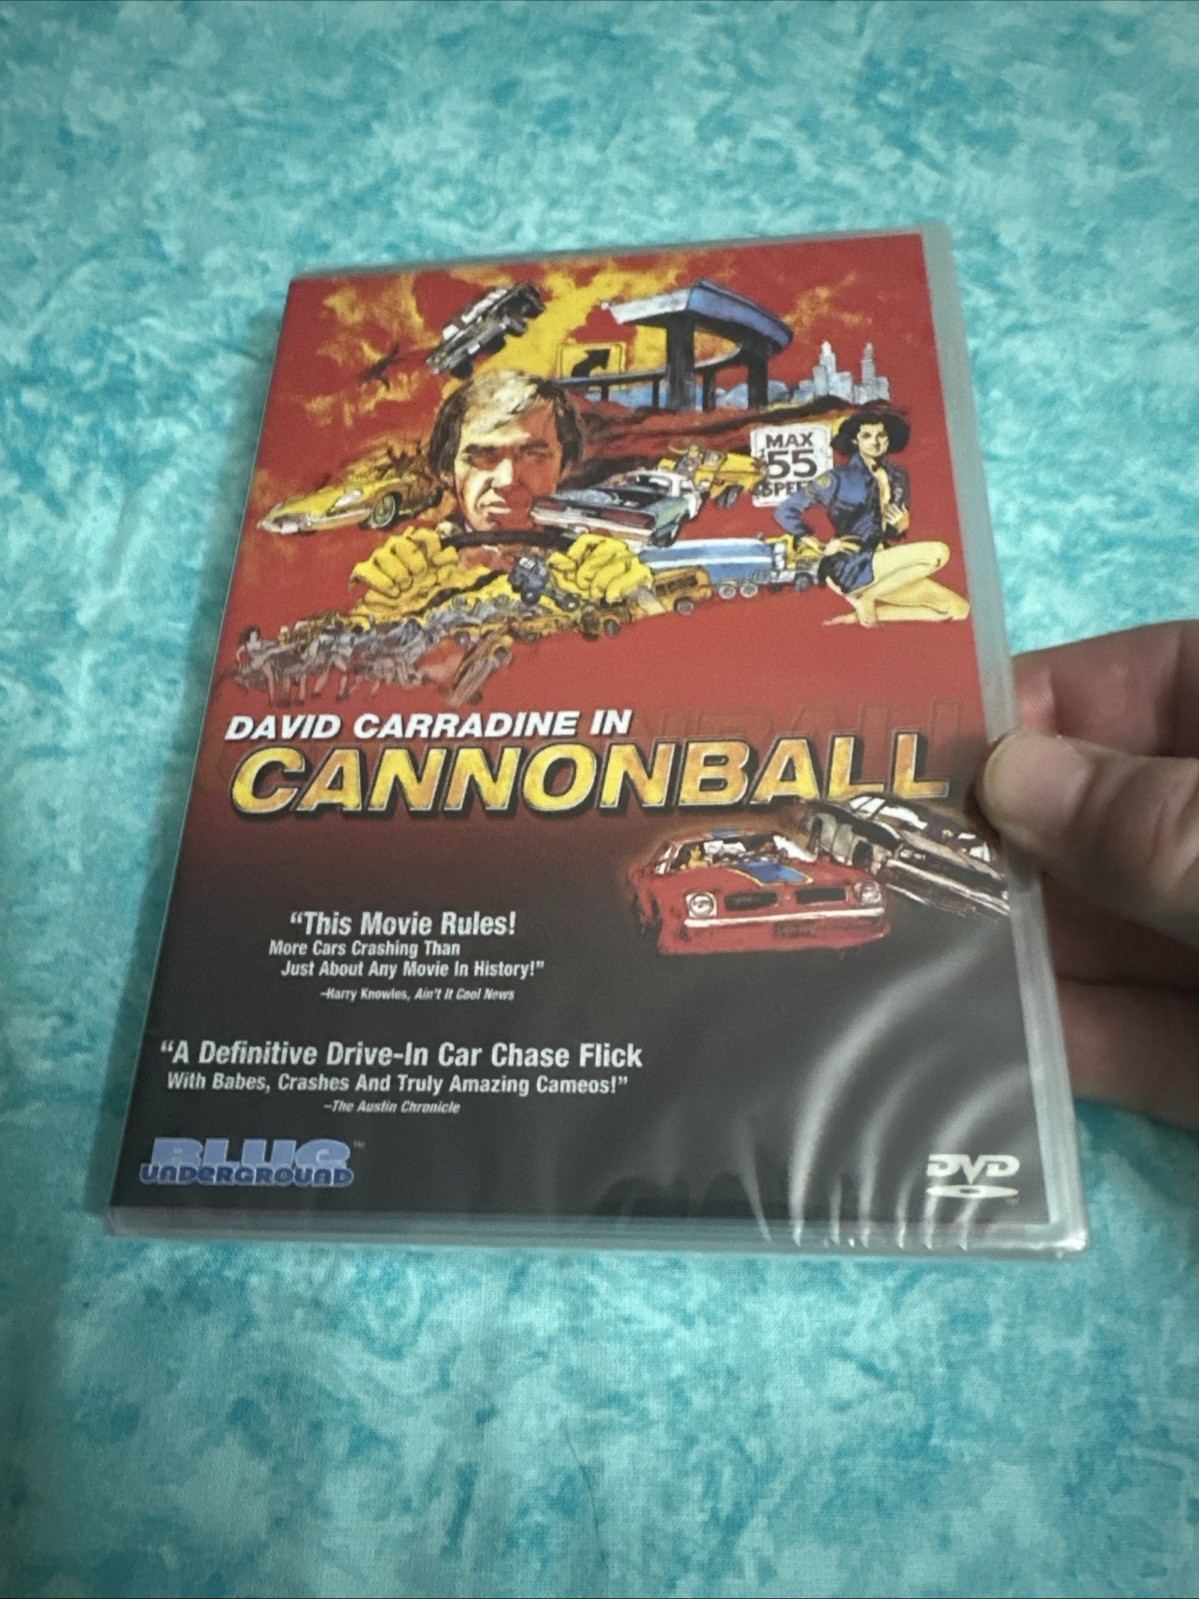 MAX
55
SPEED
DAVID CARRADINE IN
CANNONBALL
“This Movie Rules!
More Cars Crashing Than
Just About Any Movie In History!”
–Harry Knowles, Ain't It Cool News
“A Definitive Drive-In Car Chase Flick
With Babes, Crashes And Truly Amazing Cameos!”
–The Austin Chronicle
BLUE
UNDERGROUND
™
DVD